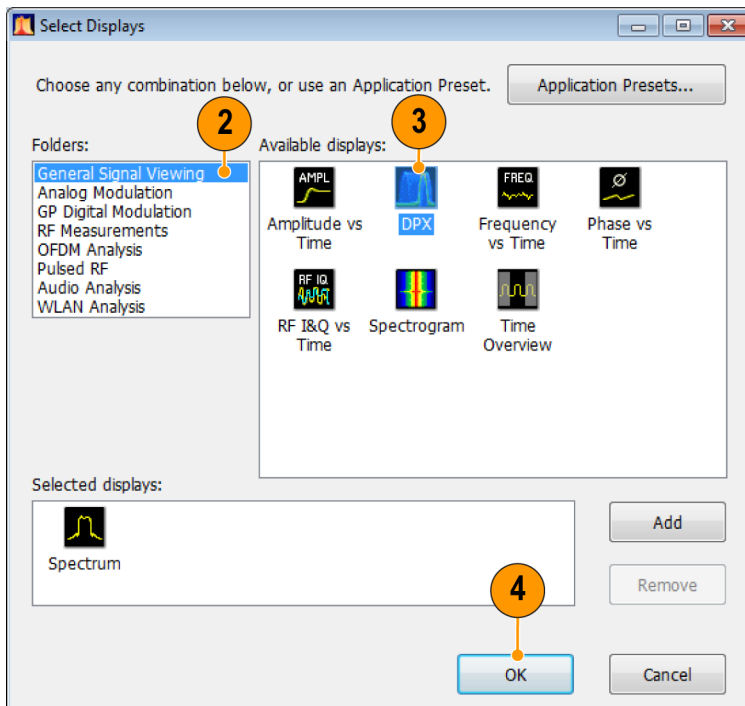 Select Displays
Choose any combination below, or use an Application Preset.
Application Presets...
2
3
Folders:
General Signal Viewing
Analog Modulation
GP Digital Modulation
RF Measurements
OFDM Analysis
Pulsed RF
Audio Analysis
WLAN Analysis
Available displays:
AMPL
Amplitude vs
Time
DPX
FREQ
Frequency
vs Time
Ø
Phase vs
Time
RF IQ
RF I&Q vs
Time
Spectrogram
Time
Overview
Selected displays:
Spectrum
Add
Remove
4
OK
Cancel